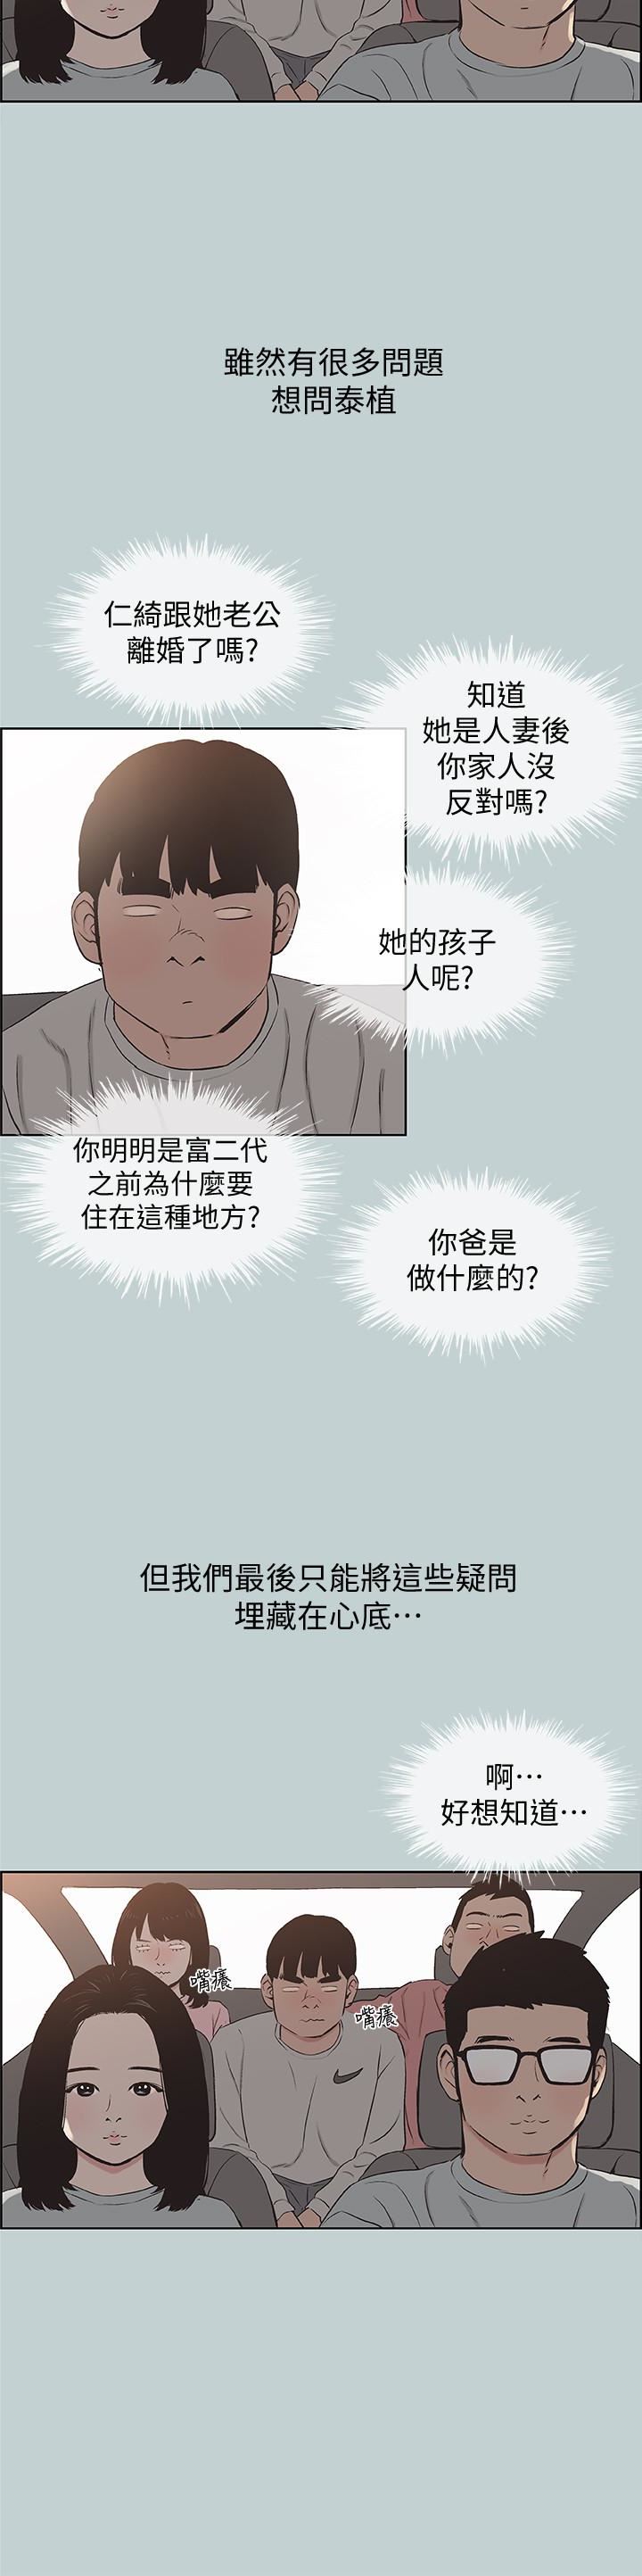 雖然有很多問題
想問泰植
仁綺跟她老公
離婚了嗎?
知道
她是人妻後
你家人沒
反對嗎?
她的孩子
人呢?
你明明是富二代
之前為什麼要
住在這種地方?
你爸是
做什麼的?
但我們最後只能將這些疑問
埋藏在心底⋯
啊⋯
好想知道⋯
嘴癢
嘴癢